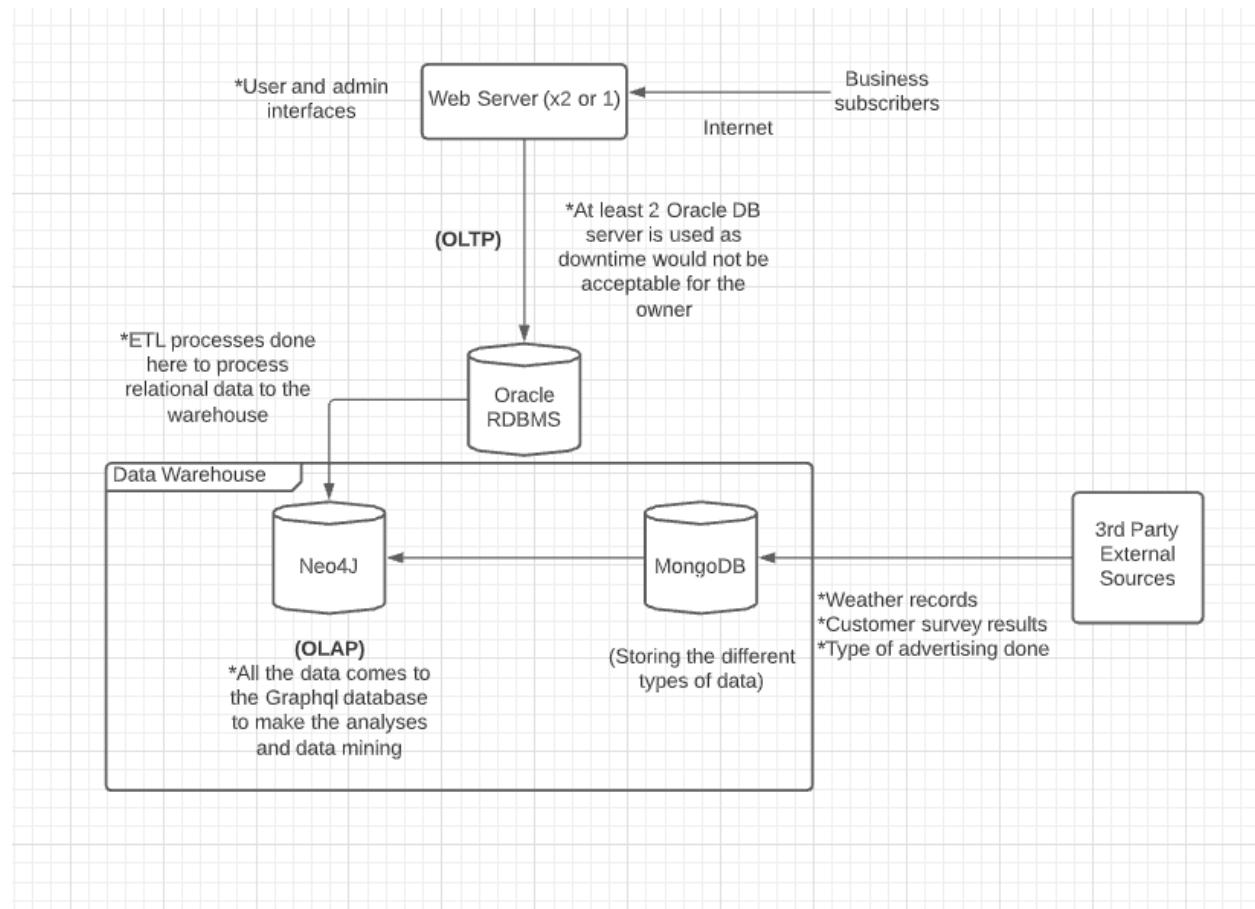 *User and admin
interfaces
Web Server (x2 or 1)
Business
subscribers
Internet
(OLTP)
*At least 2 Oracle DB
server is used as
downtime would not be
acceptable for the
owner
*ETL processes done
here to process
relational data to the
warehouse
Oracle
RDBMS
Data Warehouse
Neo4J
MongoDB
3rd Party
External
Sources
*Weather records
*Customer survey results
*Type of advertising done
(OLAP)
*All the data comes to
the Graphql database
to make the analyses
and data mining
(Storing the different
types of data)